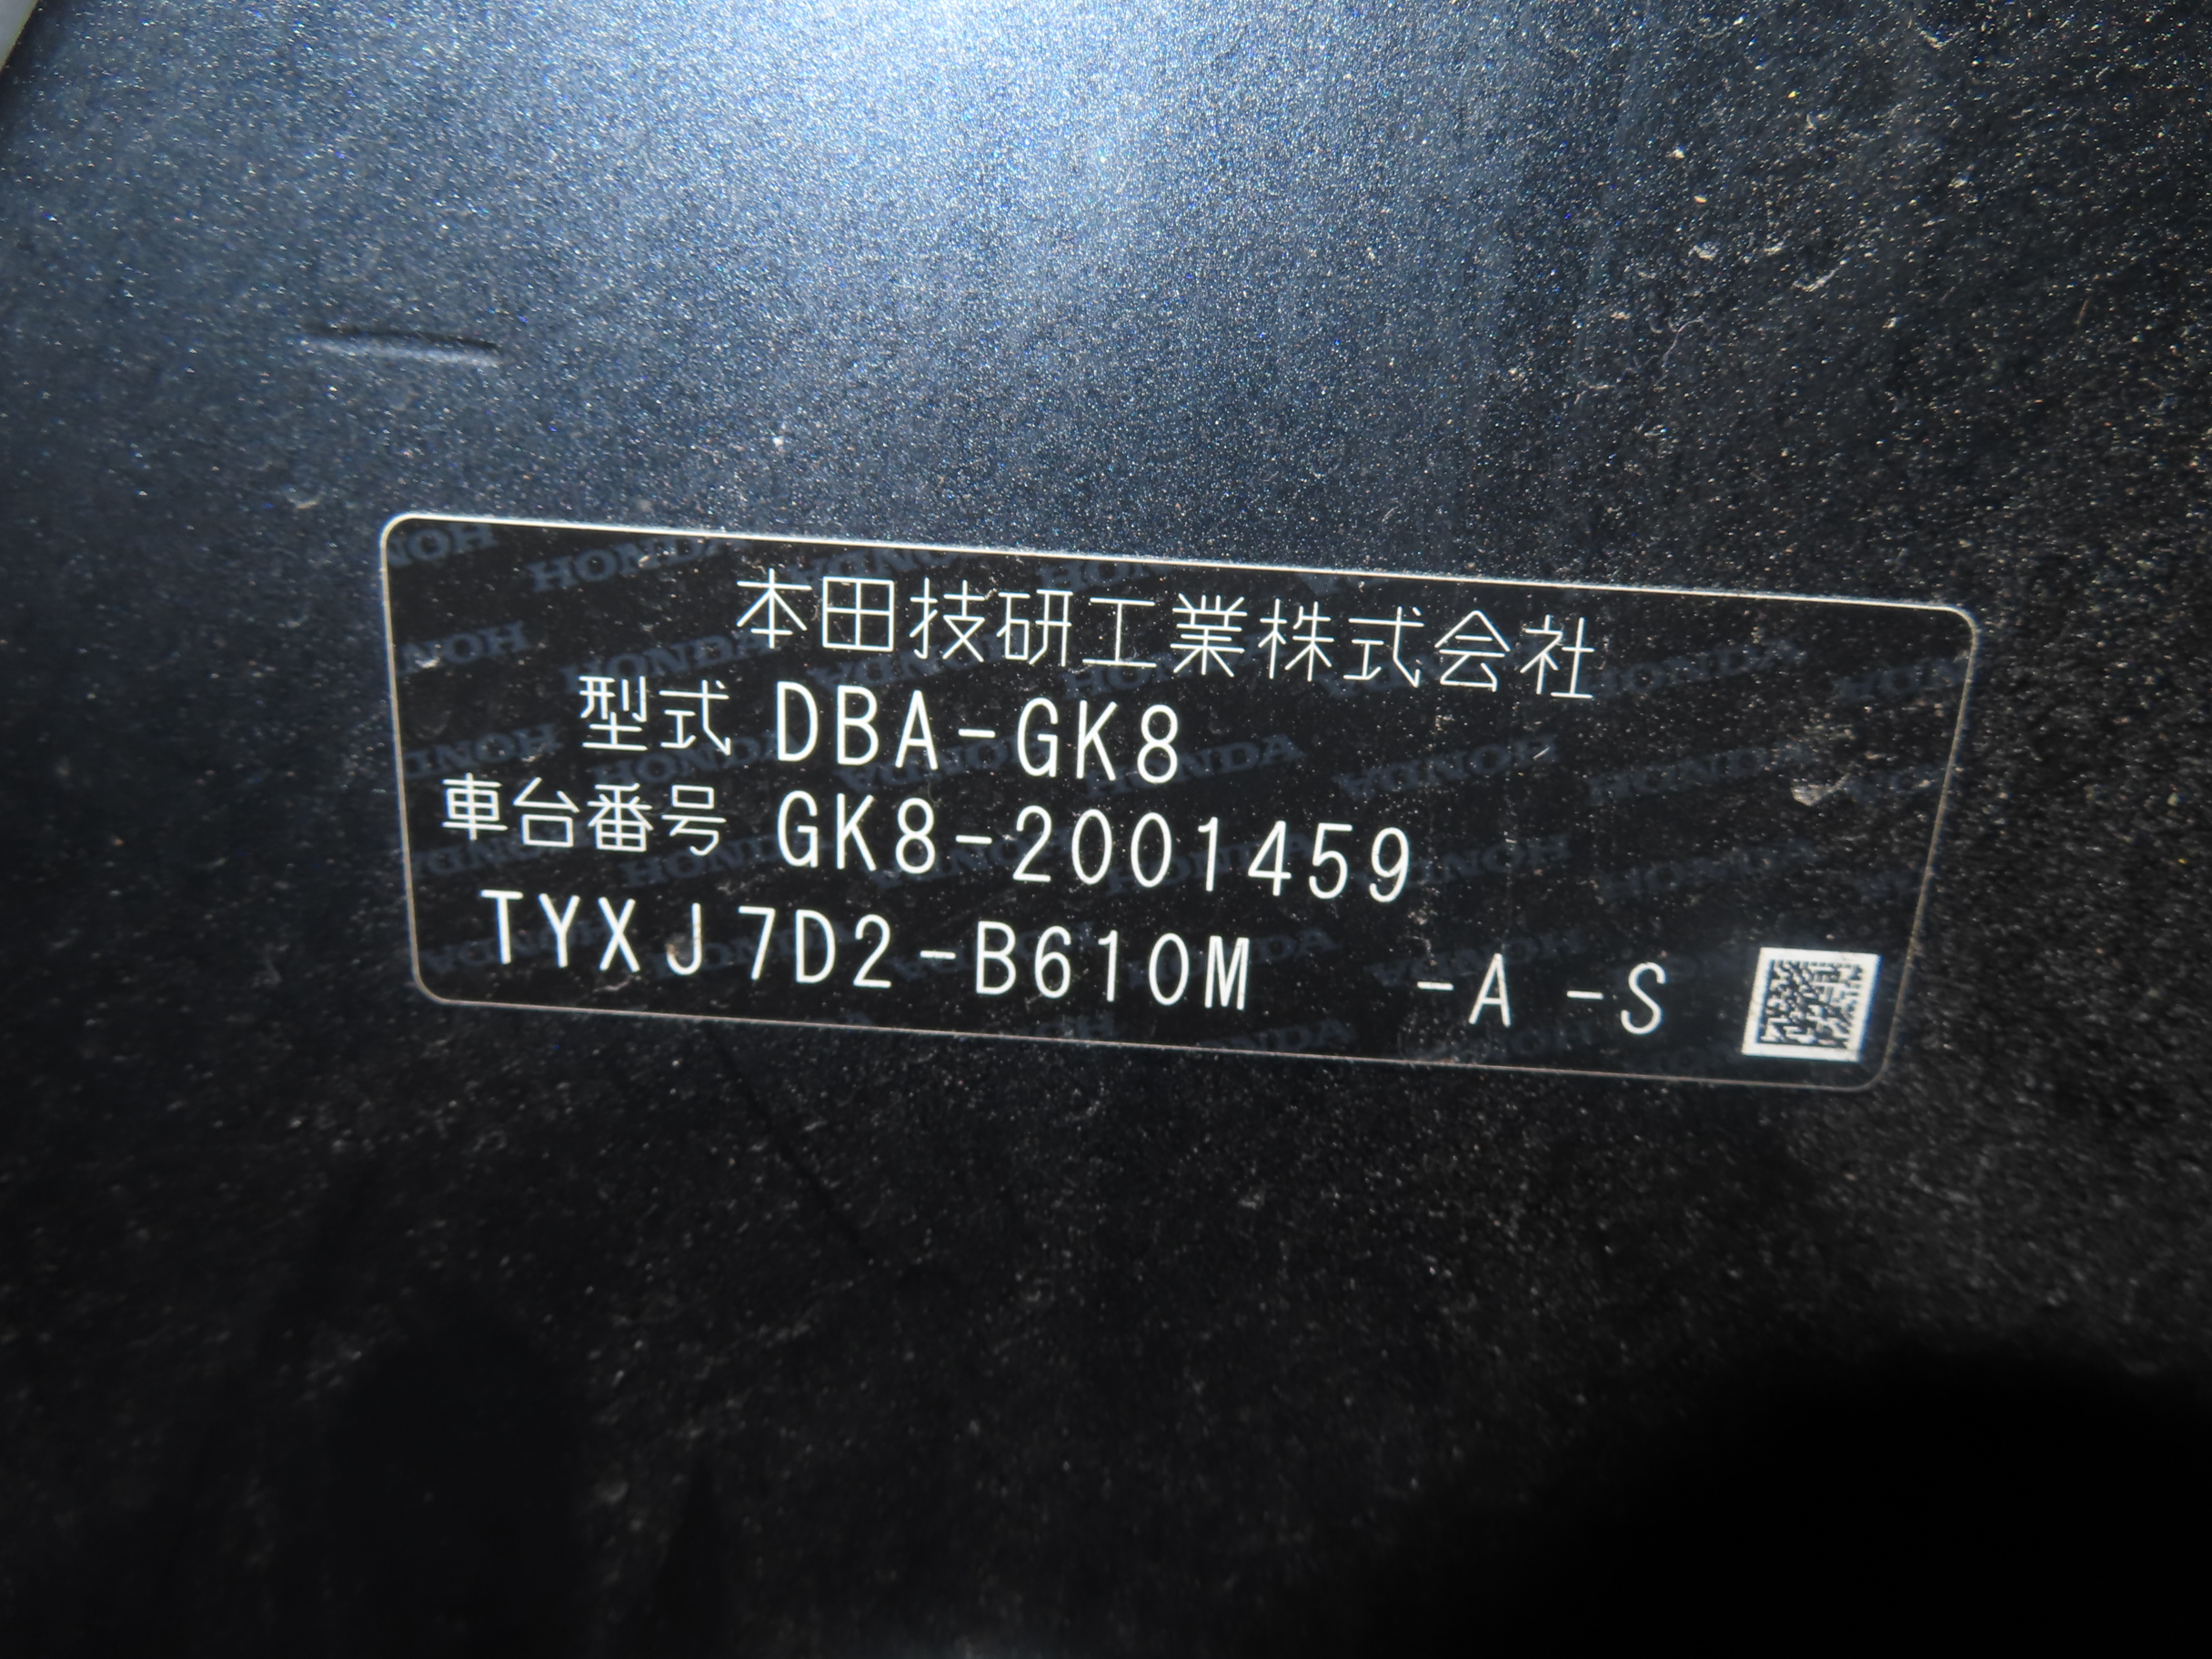 本田技研工業株式会社
型式 DBA-GK8
車台番号 GK8-2001459
TYXJ7D2-B610M -A -S